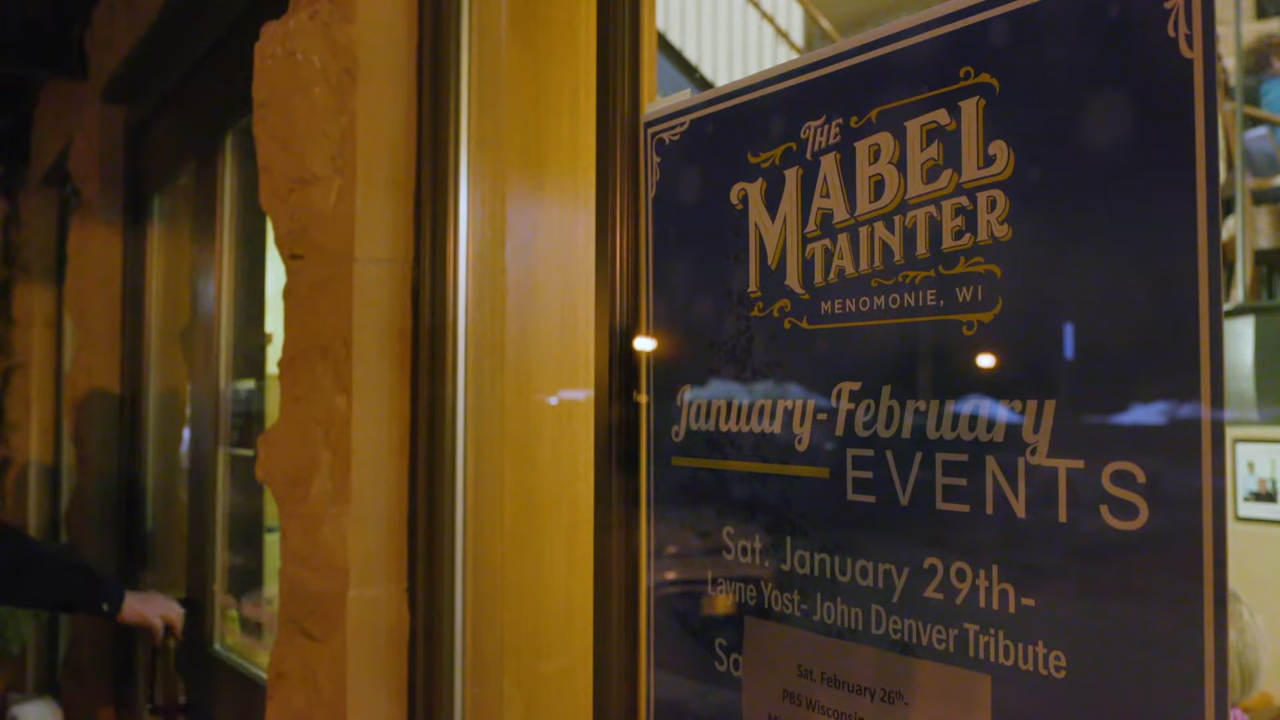 THE
MABEL
TAINTER
MENOMONIE, WI
January-February
EVENTS
Sat. January 29th-
Layne Yost- John Denver Tribute
Sat. February 26th-
PBS Wisconsin